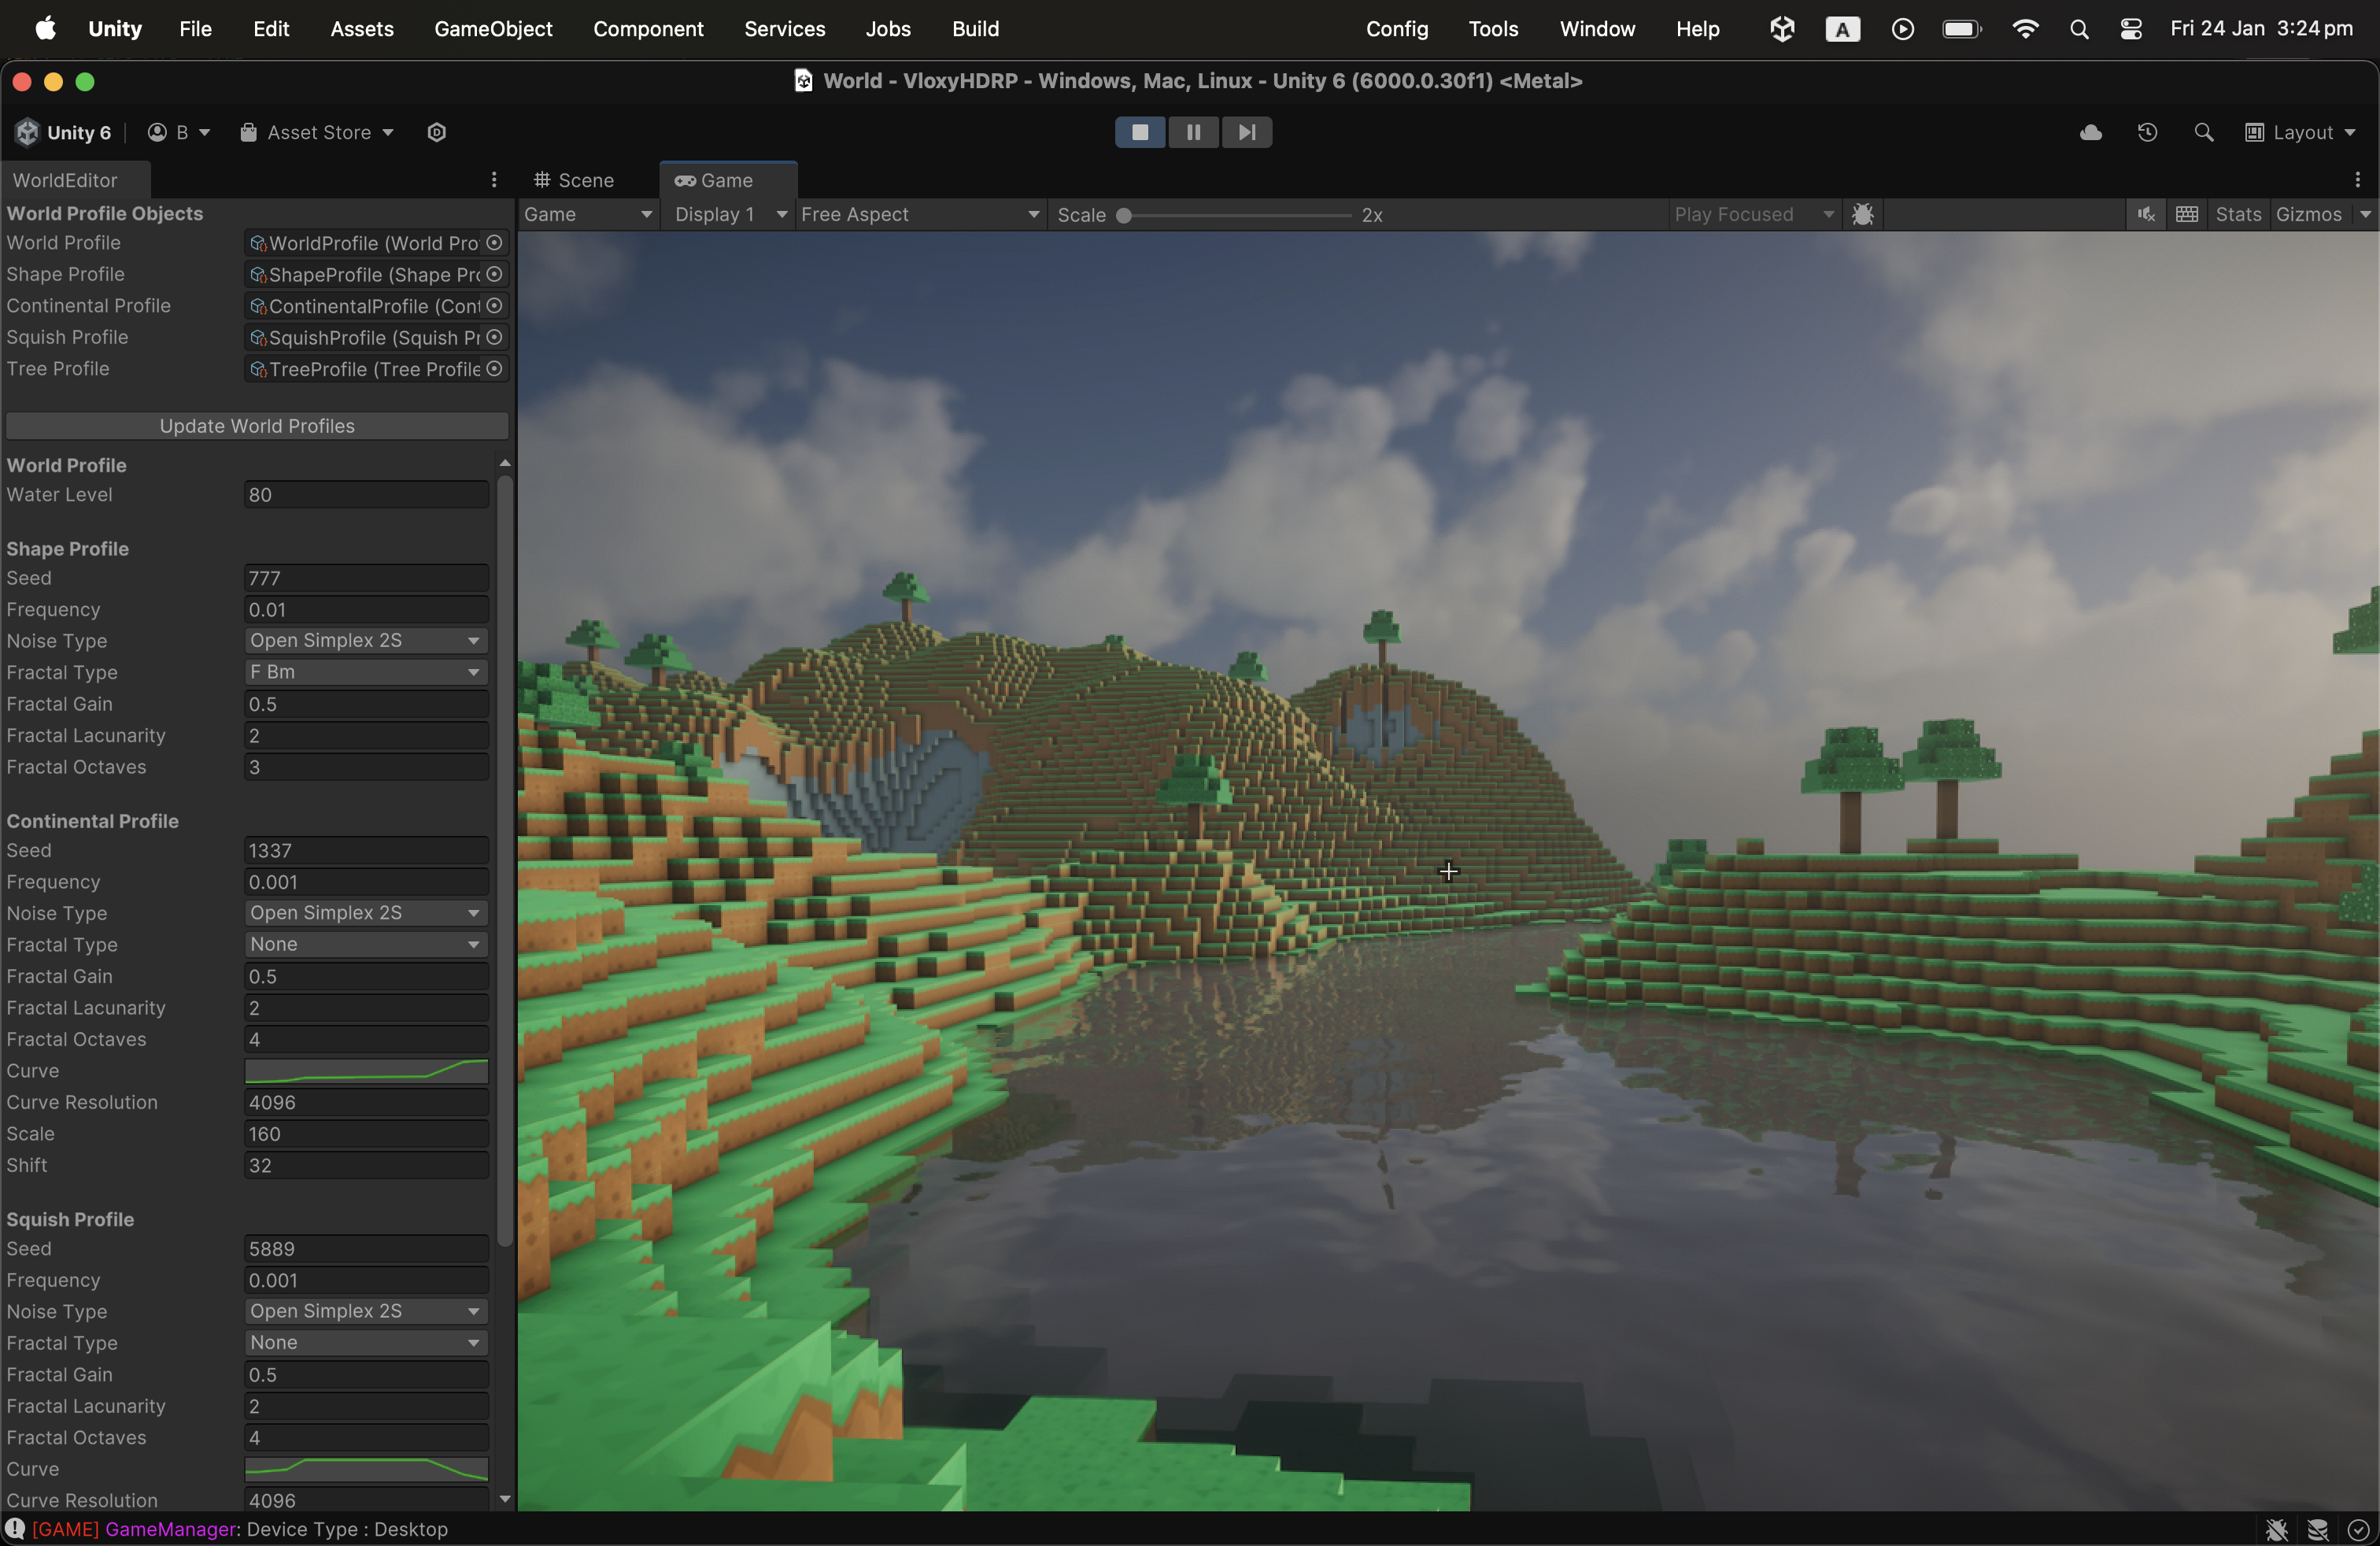 Unity File Edit Assets GameObject Component Services Jobs Build Config Tools Window Help A Fri 24 Jan 3:24 pm
World - VloxyHDRP - Windows, Mac, Linux - Unity 6 (6000.0.30f1) <Metal>
Unity 6 B Asset Store Layout
WorldEditor
World Profile Objects
World Profile WorldProfile (World Pro
Shape Profile ShapeProfile (Shape Pro
Continental Profile ContinentalProfile (Cont
Squish Profile SquishProfile (Squish Pr
Tree Profile TreeProfile (Tree Profile
Update World Profiles
World Profile
Water Level 80
Shape Profile
Seed 777
Frequency 0.01
Noise Type Open Simplex 2S
Fractal Type F Bm
Fractal Gain 0.5
Fractal Lacunarity 2
Fractal Octaves 3
Continental Profile
Seed 1337
Frequency 0.001
Noise Type Open Simplex 2S
Fractal Type None
Fractal Gain 0.5
Fractal Lacunarity 2
Fractal Octaves 4
Curve
Curve Resolution 4096
Scale 160
Shift 32
Squish Profile
Seed 5889
Frequency 0.001
Noise Type Open Simplex 2S
Fractal Type None
Fractal Gain 0.5
Fractal Lacunarity 2
Fractal Octaves 4
Curve
Curve Resolution 4096
Scene Game
Game Display 1 Free Aspect Scale 2x Play Focused Stats Gizmos
[GAME] GameManager: Device Type : Desktop